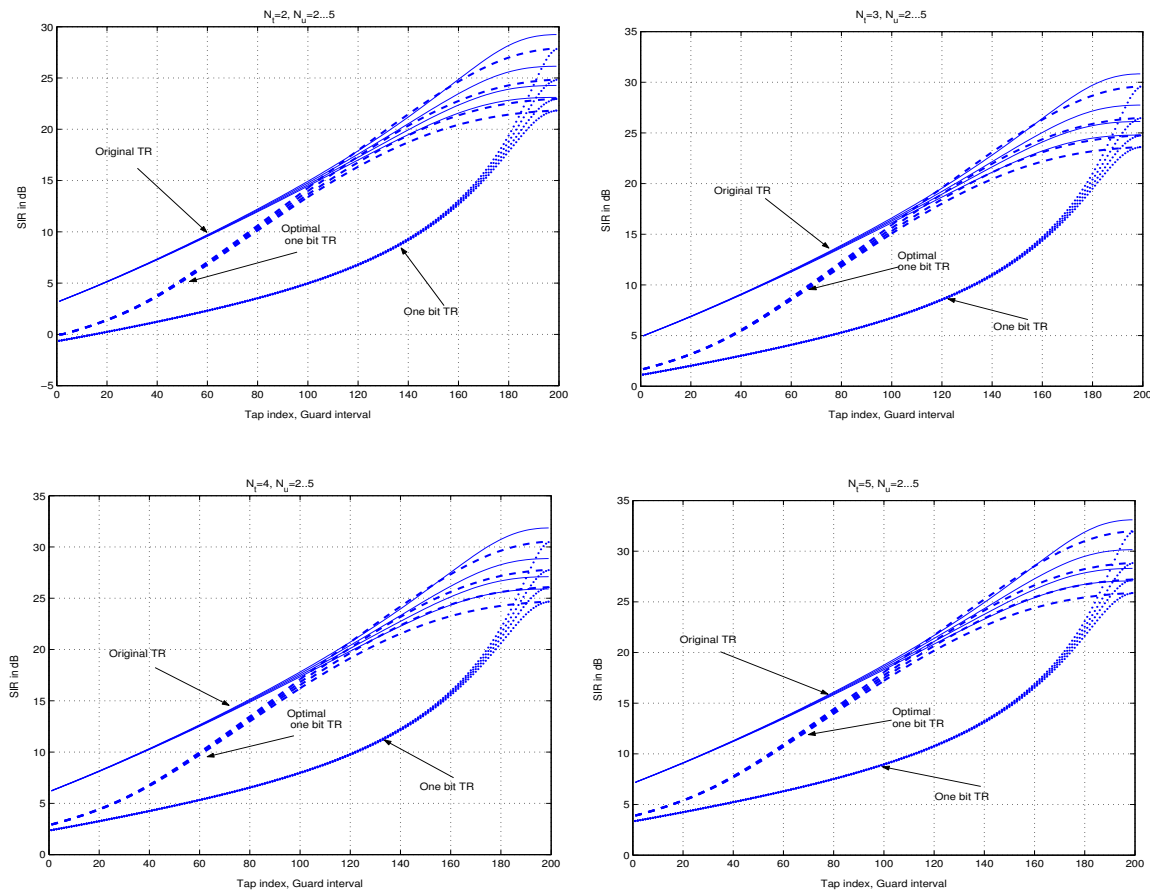 N_t=2, N_u=2...5
30
25
20
15
10
5
0
−5
SIR in dB
Original TR
Optimal
one bit TR
One bit TR
0 20 40 60 80 100 120 140 160 180 200
Tap index, Guard interval
N_t=3, N_u=2...5
35
30
25
20
15
10
5
0
SIR in dB
Original TR
Optimal
one bit TR
One bit TR
0 20 40 60 80 100 120 140 160 180 200
Tap index, Guard interval
N_t=4, N_u=2...5
35
30
25
20
15
10
5
0
SIR in dB
Original TR
Optimal
one bit TR
One bit TR
0 20 40 60 80 100 120 140 160 180 200
Tap index, Guard interval
N_t=5, N_u=2...5
35
30
25
20
15
10
5
0
SIR in dB
Original TR
Optimal
one bit TR
One bit TR
0 20 40 60 80 100 120 140 160 180 200
Tap index, Guard interval